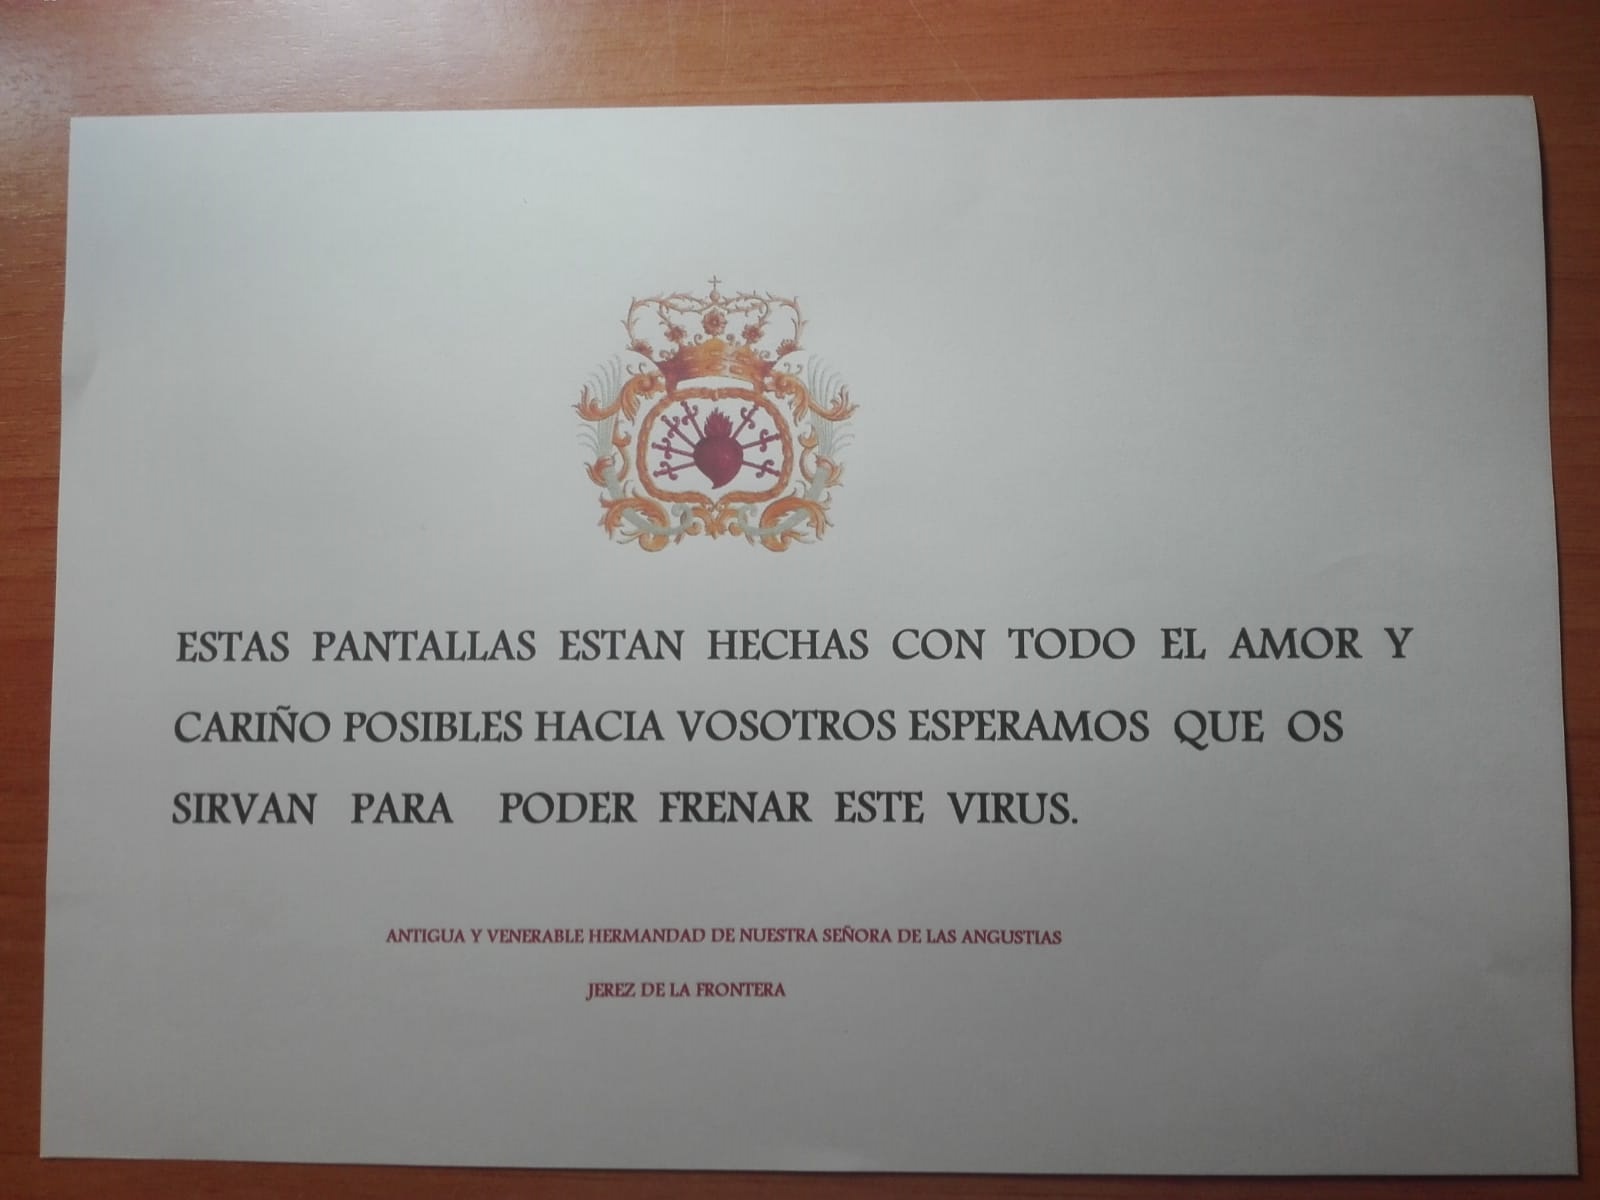 ESTAS PANTALLAS ESTAN HECHAS CON TODO EL AMOR Y
CARIÑO POSIBLES HACIA VOSOTROS ESPERAMOS QUE OS
SIRVAN PARA PODER FRENAR ESTE VIRUS.
ANTIGUA Y VENERABLE HERMANDAD DE NUESTRA SEÑORA DE LAS ANGUSTIAS
JEREZ DE LA FRONTERA